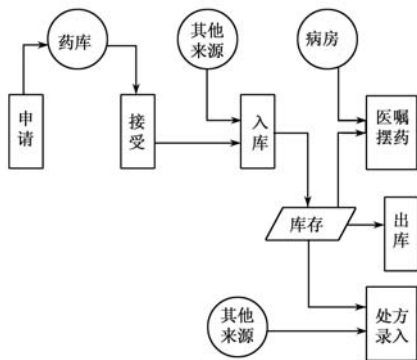 药库
其他
来源
病房
申
请
接
受
入
库
医嘱
摆药
库存
出
库
其他
来源
处方
录入